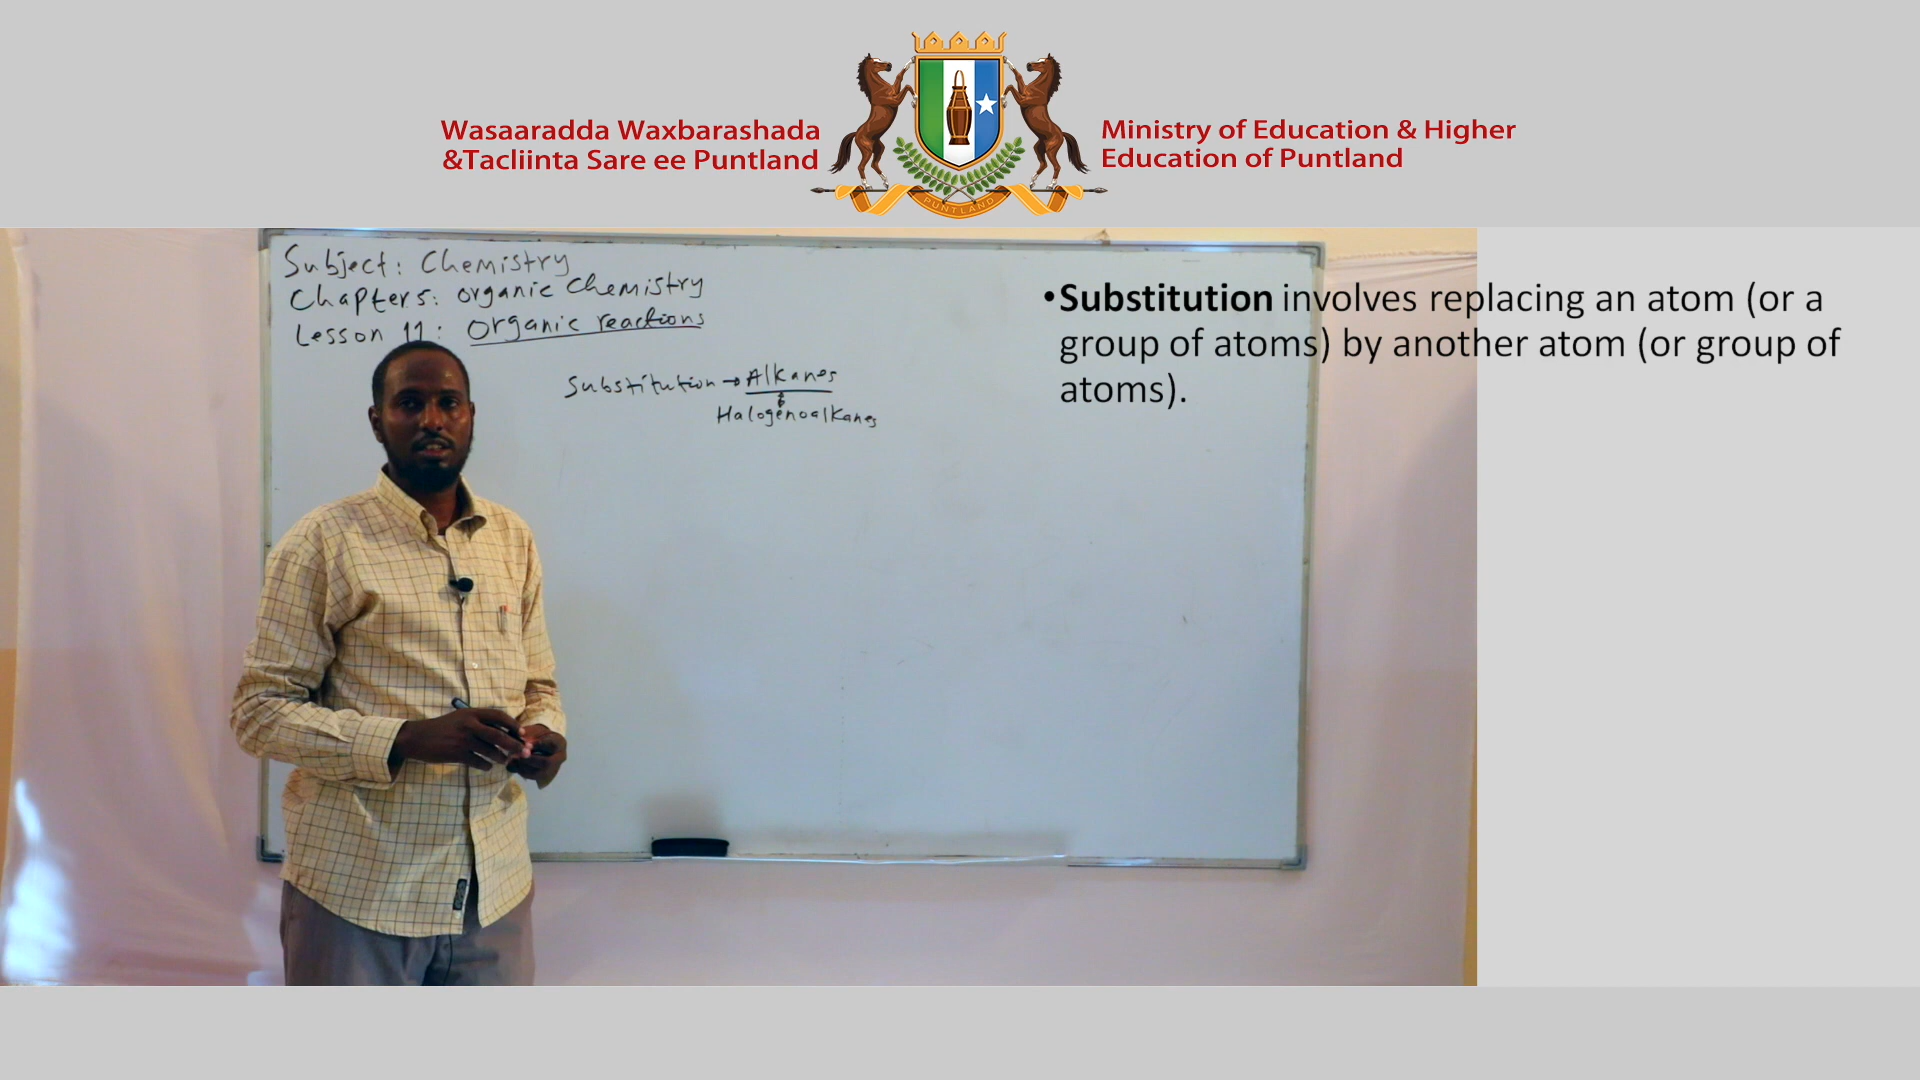 Wasaaradda Waxbarashada
&Tacliinta Sare ee Puntland
PUNTLAND
Ministry of Education & Higher
Education of Puntland
Subject: Chemistry
Chapter 5: organic chemistry
Lesson 11: Organic reactions
Substitution → Alkanes
Halogenoalkanes
•Substitution involves replacing an atom (or a
group of atoms) by another atom (or group of
atoms).